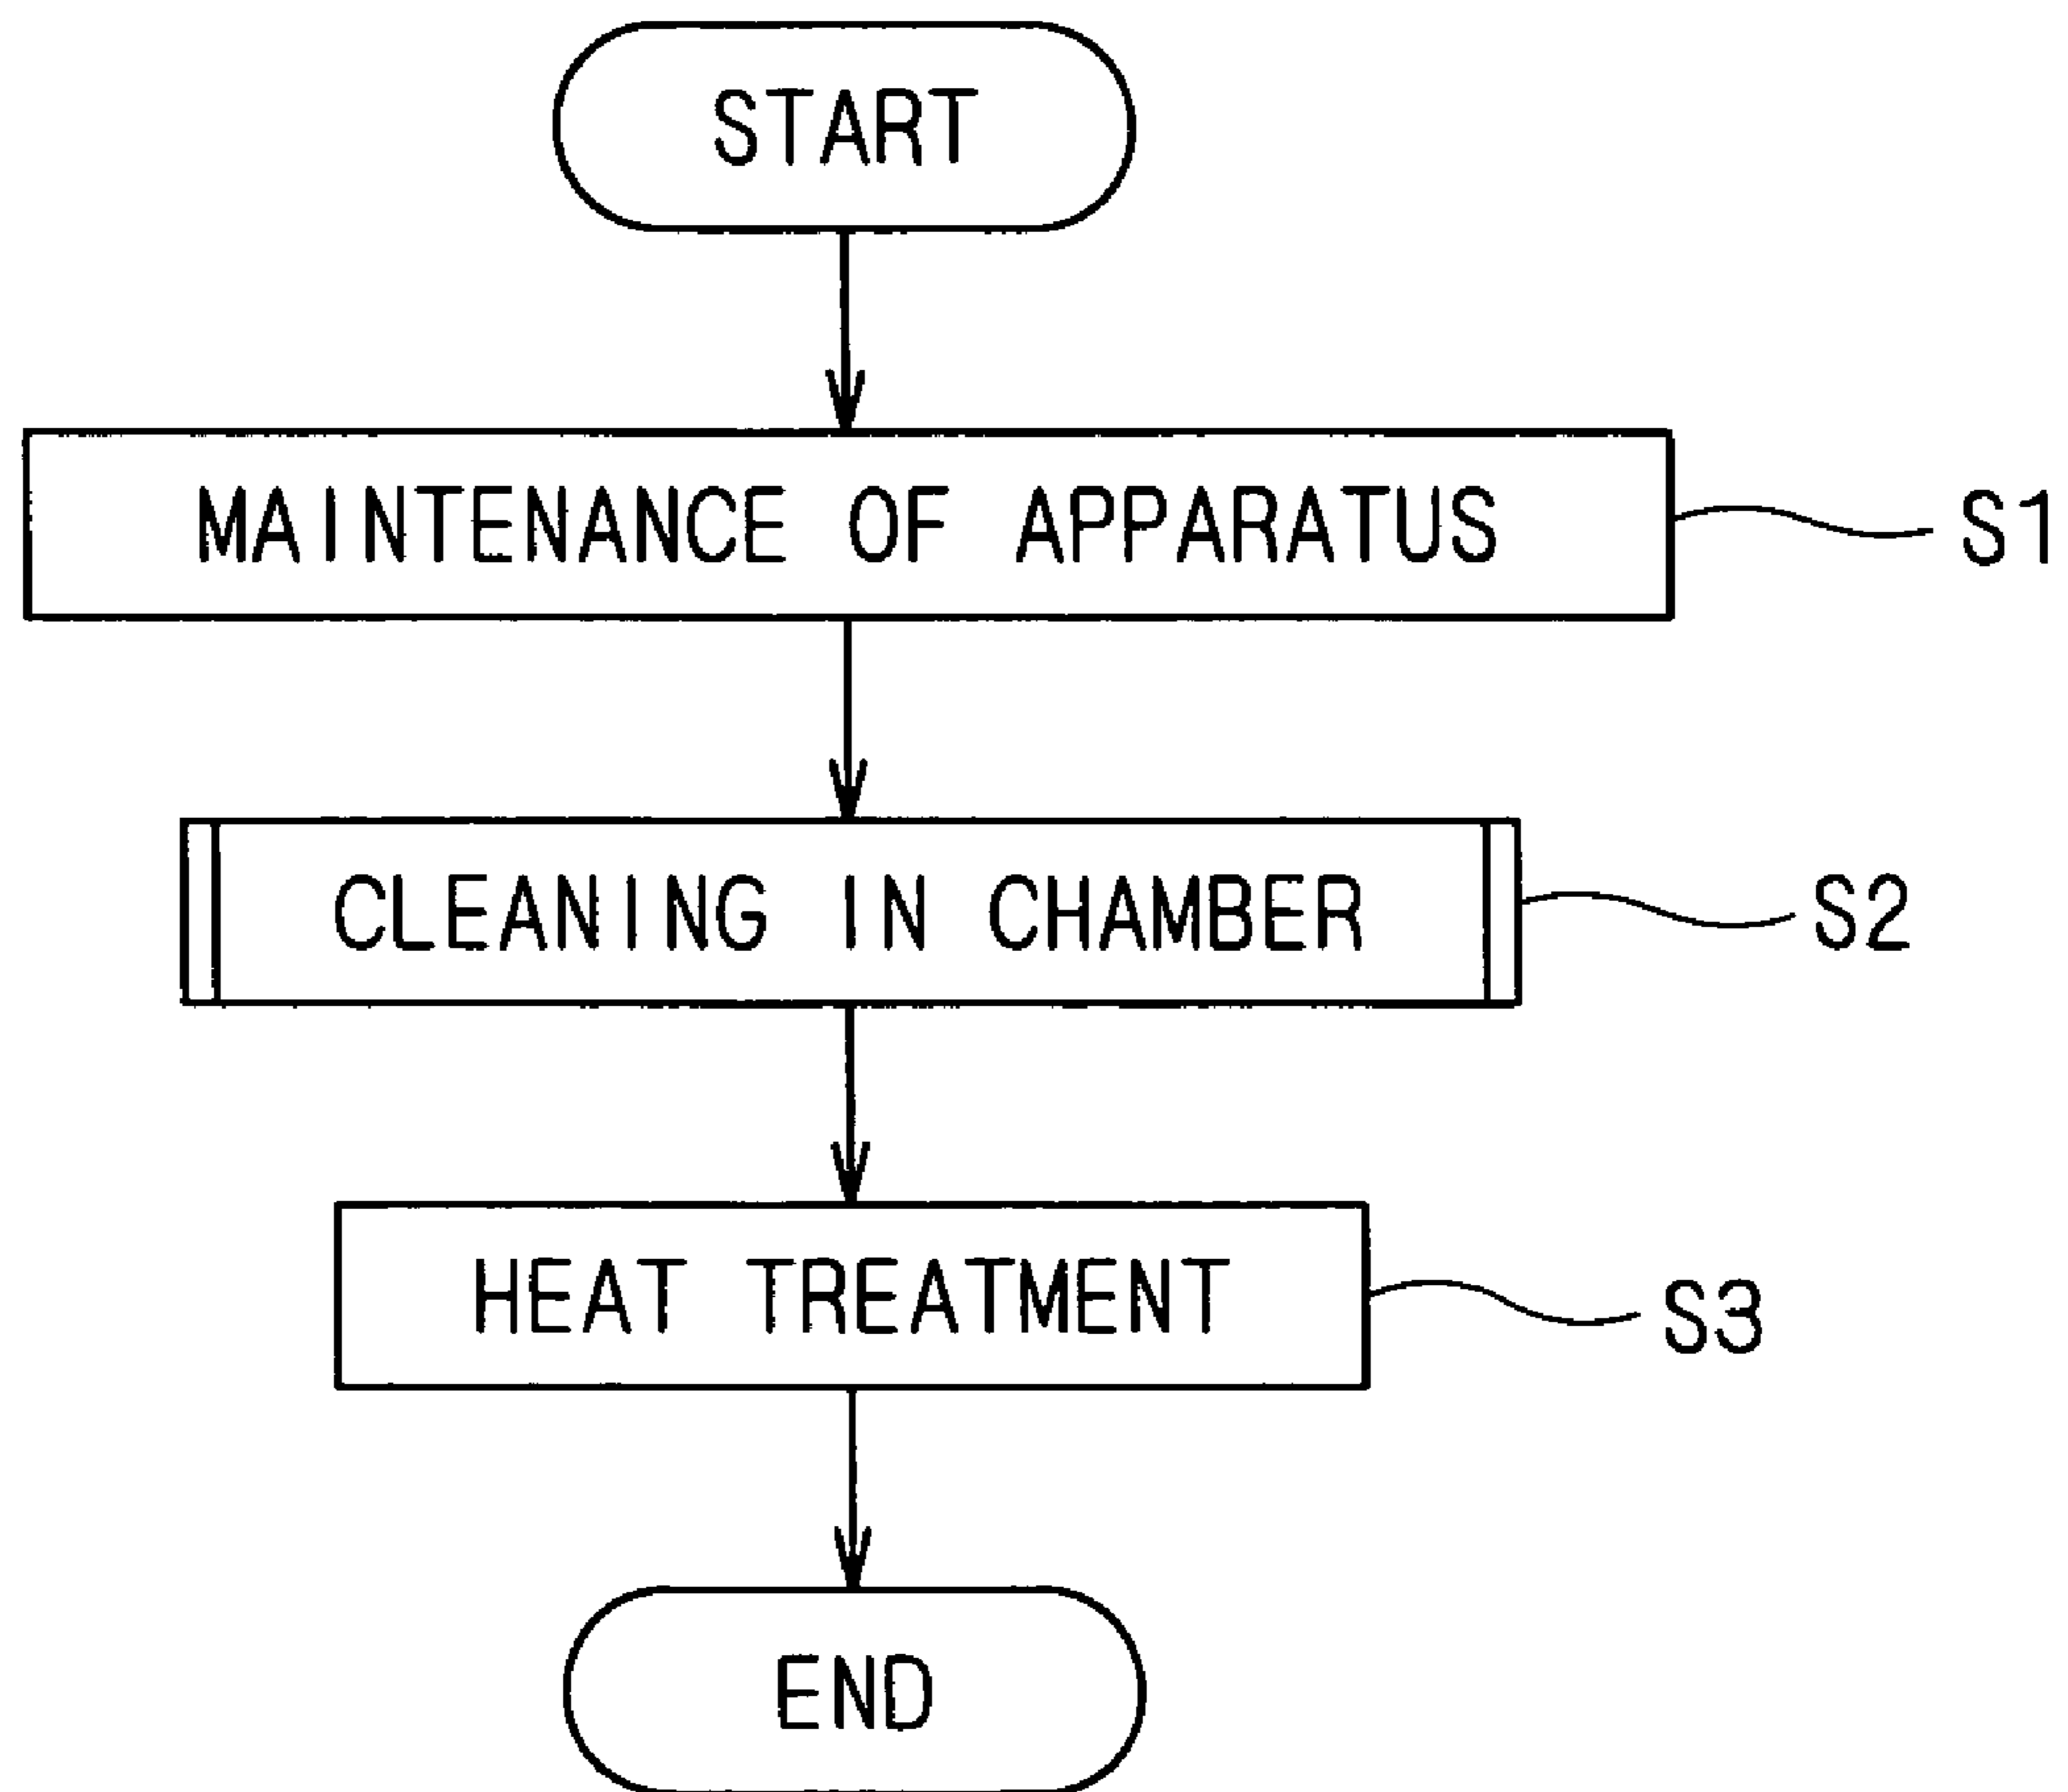 START
MAINTENANCE OF APPARATUS
S1
CLEANING IN CHAMBER
S2
HEAT TREATMENT
S3
END